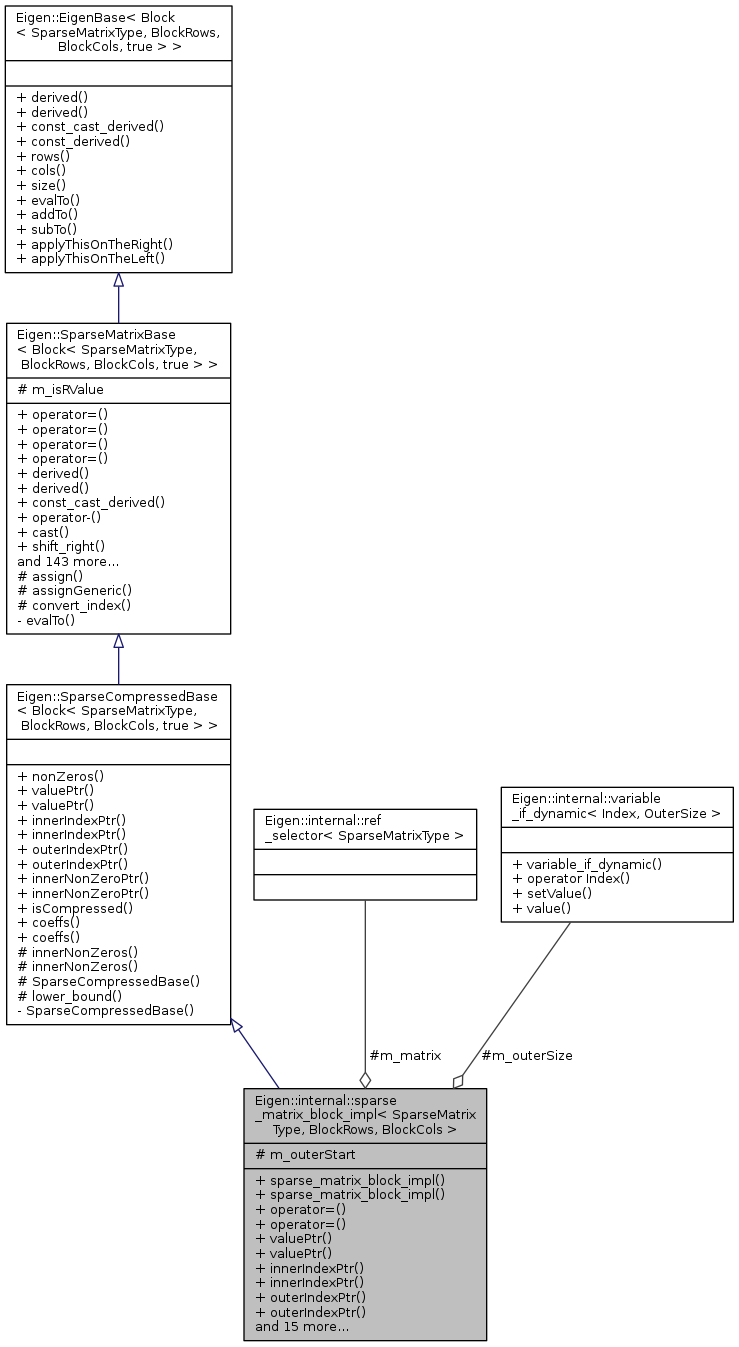 Eigen::EigenBase< Block
< SparseMatrixType, BlockRows,
BlockCols, true > >
+ derived()
+ derived()
+ const_cast_derived()
+ const_derived()
+ rows()
+ cols()
+ size()
+ evalTo()
+ addTo()
+ subTo()
+ applyThisOnTheRight()
+ applyThisOnTheLeft()
Eigen::SparseMatrixBase
< Block< SparseMatrixType,
BlockRows, BlockCols, true > >
# m_isRValue
+ operator=()
+ operator=()
+ operator=()
+ operator=()
+ derived()
+ derived()
+ const_cast_derived()
+ operator-()
+ cast()
+ shift_right()
and 143 more...
# assign()
# assignGeneric()
# convert_index()
- evalTo()
Eigen::SparseCompressedBase
< Block< SparseMatrixType,
BlockRows, BlockCols, true > >
+ nonZeros()
+ valuePtr()
+ valuePtr()
+ innerIndexPtr()
+ innerIndexPtr()
+ outerIndexPtr()
+ outerIndexPtr()
+ innerNonZeroPtr()
+ innerNonZeroPtr()
+ isCompressed()
+ coeffs()
+ coeffs()
# innerNonZeros()
# innerNonZeros()
# SparseCompressedBase()
# lower_bound()
- SparseCompressedBase()
Eigen::internal::ref
_selector< SparseMatrixType >
Eigen::internal::variable
_if_dynamic< Index, OuterSize >
+ variable_if_dynamic()
+ operator Index()
+ setValue()
+ value()
#m_matrix
#m_outerSize
Eigen::internal::sparse
_matrix_block_impl< SparseMatrix
Type, BlockRows, BlockCols >
# m_outerStart
+ sparse_matrix_block_impl()
+ sparse_matrix_block_impl()
+ operator=()
+ operator=()
+ valuePtr()
+ valuePtr()
+ innerIndexPtr()
+ innerIndexPtr()
+ outerIndexPtr()
+ outerIndexPtr()
and 15 more...